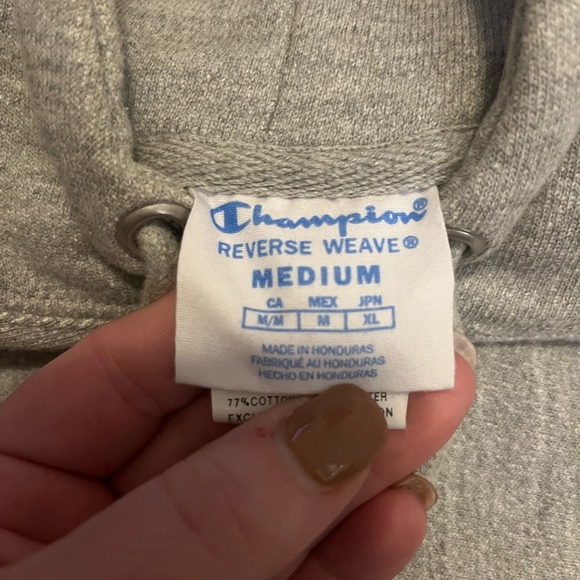 Champion®
REVERSE WEAVE®
MEDIUM
CA MEX JPN
M/M M XL
MADE IN HONDURAS
FABRIQUÉ AU HONDURAS
HECHO EN HONDURAS
77%COTTON